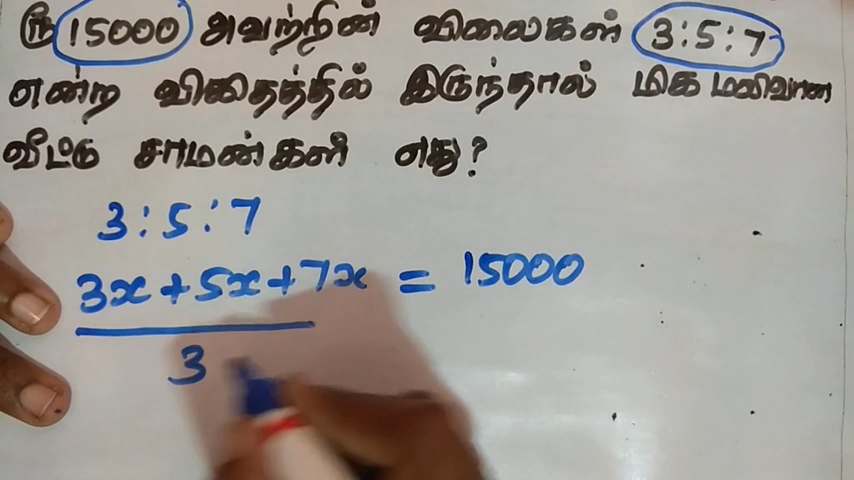 ரூ 15000 அவற்றின் விலைகள் 3:5:7
என்ற விகிதத்தில் இருந்தால் மிக மலிவான
வீட்டு சாமண்களீ எது?
3:5:7
3x + 5x + 7x = 15000
3